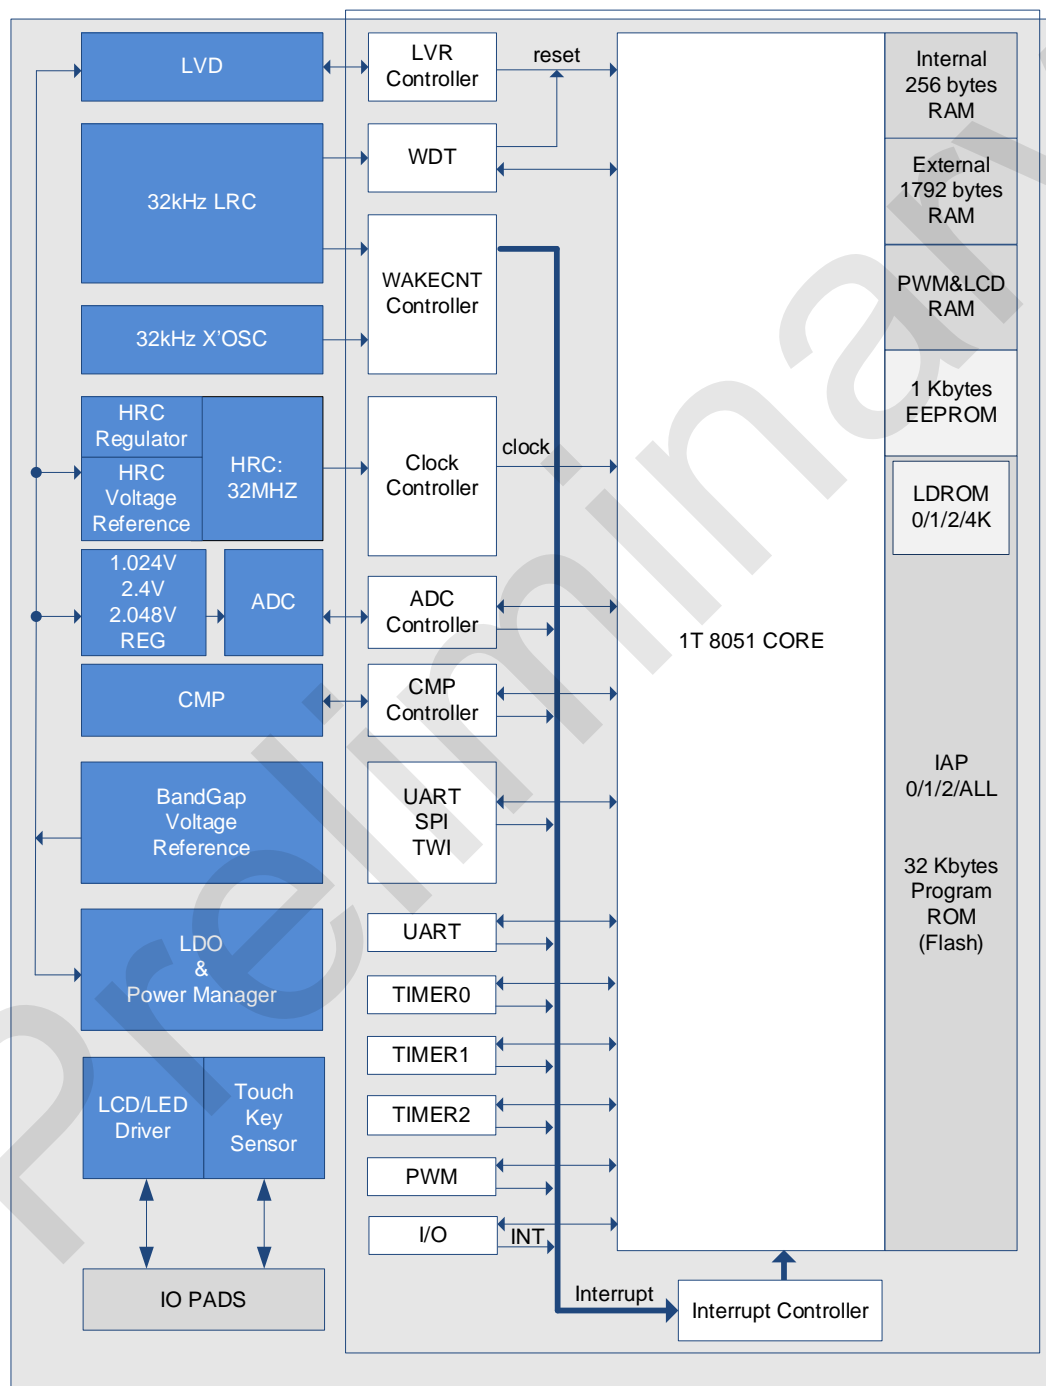 LVD
LVR
Controller
reset
Internal
256 bytes
RAM
32kHz LRC
WDT
External
1792 bytes
RAM
WAKECNT
Controller
PWM&LCD
RAM
32kHz X'OSC
1 Kbytes
EEPROM
HRC
Regulator
HRC
Voltage
Reference
HRC:
32MHZ
Clock
Controller
clock
LDROM
0/1/2/4K
1.024V
2.4V
2.048V
REG
ADC
ADC
Controller
1T 8051 CORE
CMP
CMP
Controller
IAP
0/1/2/ALL
BandGap
Voltage
Reference
UART
SPI
TWI
32 Kbytes
Program
ROM
(Flash)
LDO
&
Power Manager
UART
TIMER0
TIMER1
LCD/LED
Driver
Touch
Key
Sensor
TIMER2
PWM
I/O
INT
IO PADS
Interrupt
Interrupt Controller
Preliminary